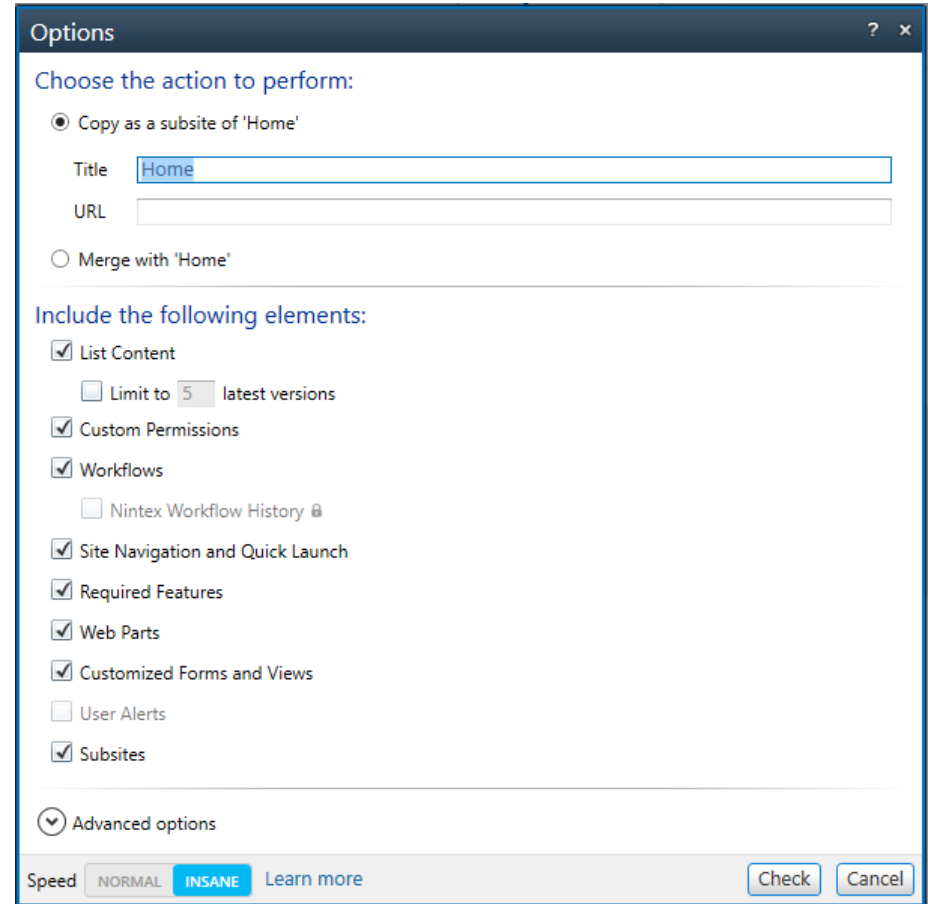 Options ? ×
Choose the action to perform:
Copy as a subsite of 'Home'
Title Home
URL
Merge with 'Home'
Include the following elements:
List Content
Limit to 5 latest versions
Custom Permissions
Workflows
Nintex Workflow History
Site Navigation and Quick Launch
Required Features
Web Parts
Customized Forms and Views
User Alerts
Subsites
Advanced options
Speed NORMAL INSANE Learn more Check Cancel